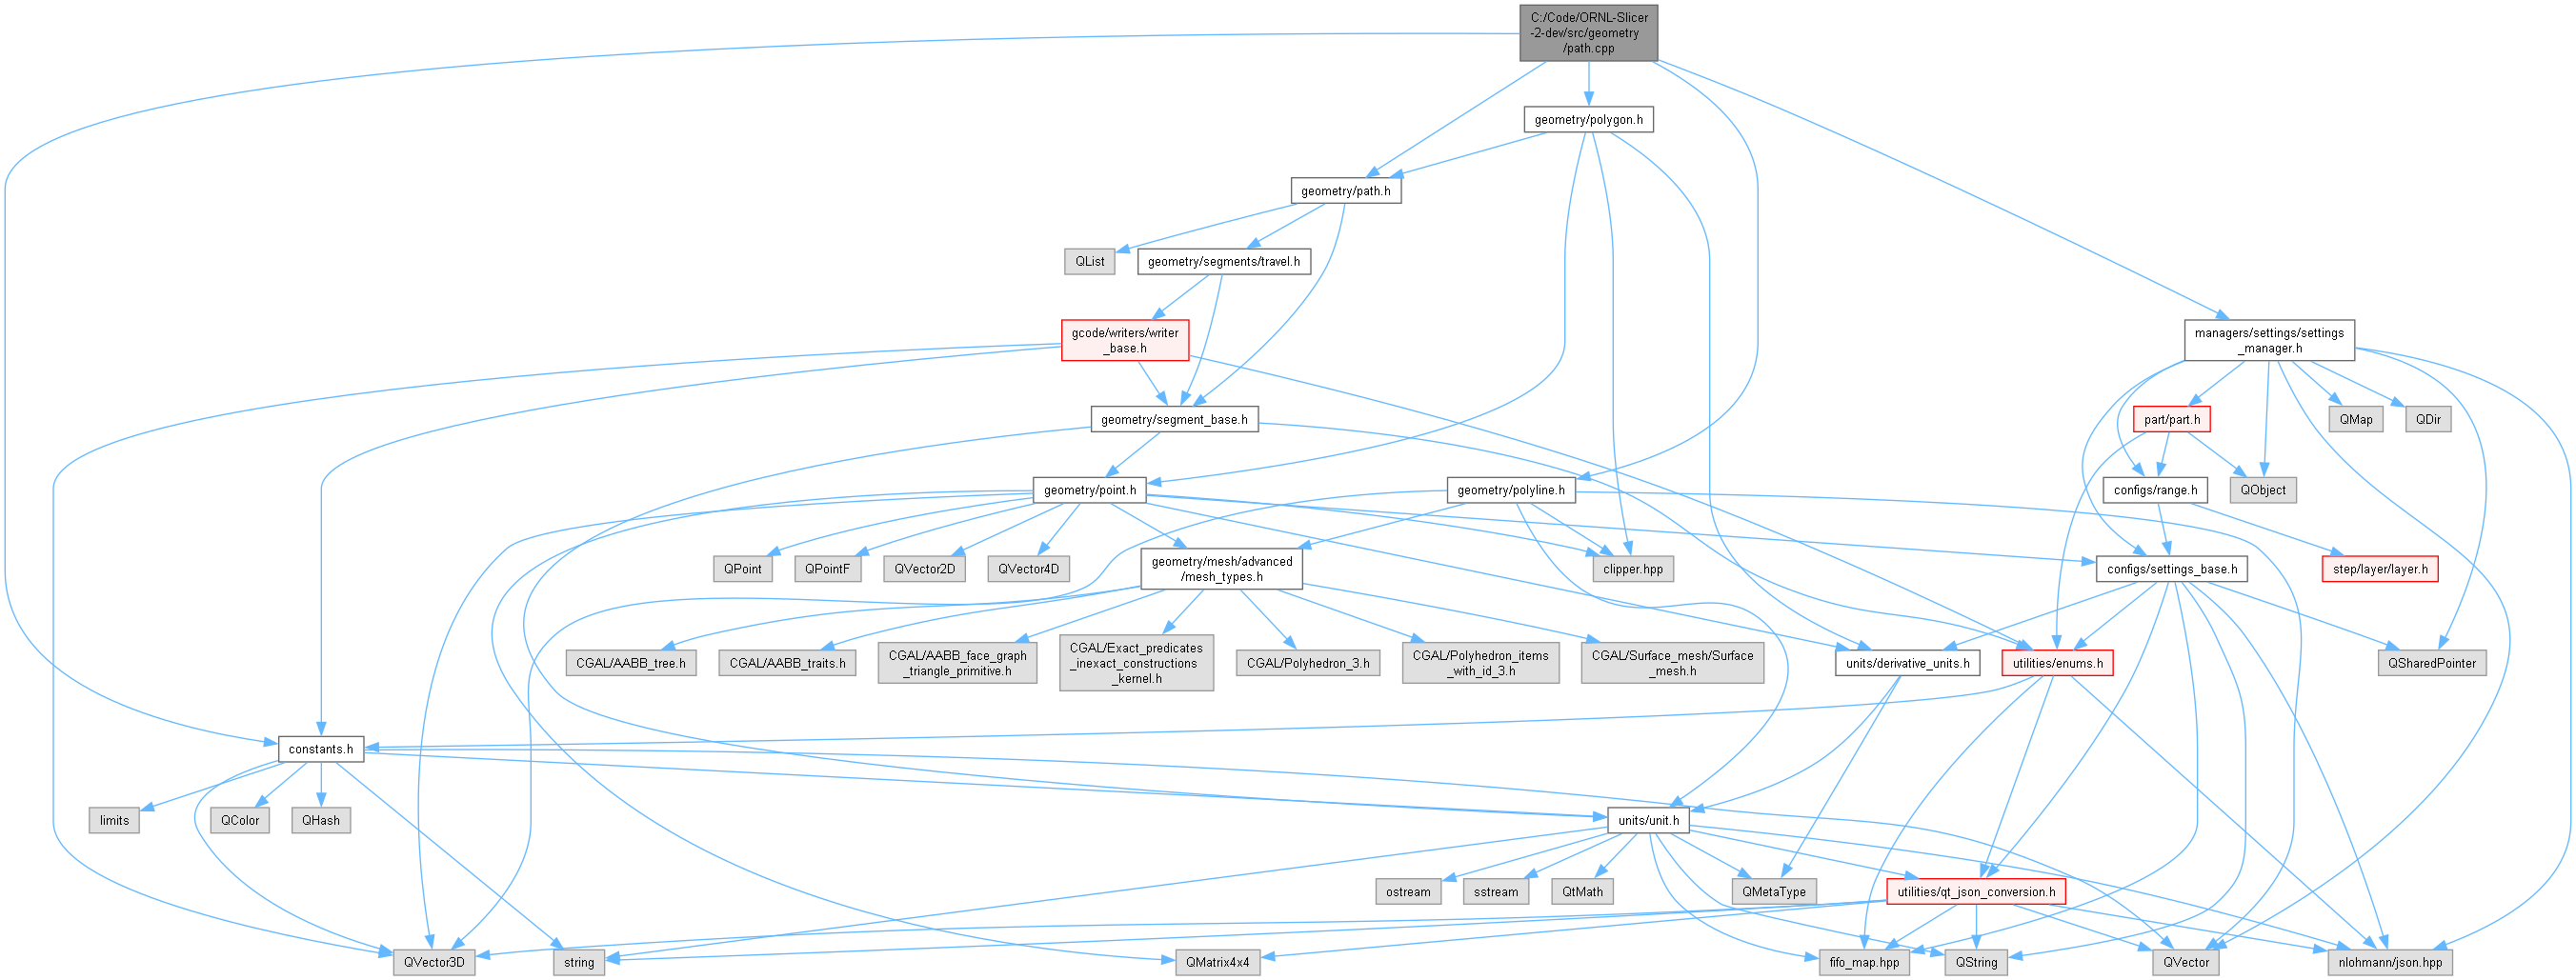 C:/Code/ORNL-Slicer
-2-dev/src/geometry
/path.cpp
geometry/polygon.h
geometry/path.h
QList
geometry/segments/travel.h
gcode/writers/writer
_base.h
managers/settings/settings
_manager.h
geometry/segment_base.h
part/part.h
QMap
QDir
geometry/point.h
geometry/polyline.h
configs/range.h
QObject
QPoint
QPointF
QVector2D
QVector4D
geometry/mesh/advanced
/mesh_types.h
clipper.hpp
configs/settings_base.h
step/layer/layer.h
CGAL/AABB_tree.h
CGAL/AABB_traits.h
CGAL/AABB_face_graph
_triangle_primitive.h
CGAL/Exact_predicates
_inexact_constructions
_kernel.h
CGAL/Polyhedron_3.h
CGAL/Polyhedron_items
_with_id_3.h
CGAL/Surface_mesh/Surface
_mesh.h
units/derivative_units.h
utilities/enums.h
QSharedPointer
constants.h
limits
QColor
QHash
units/unit.h
ostream
sstream
QtMath
QMetaType
utilities/qt_json_conversion.h
QVector3D
string
QMatrix4x4
fifo_map.hpp
QString
QVector
nlohmann/json.hpp